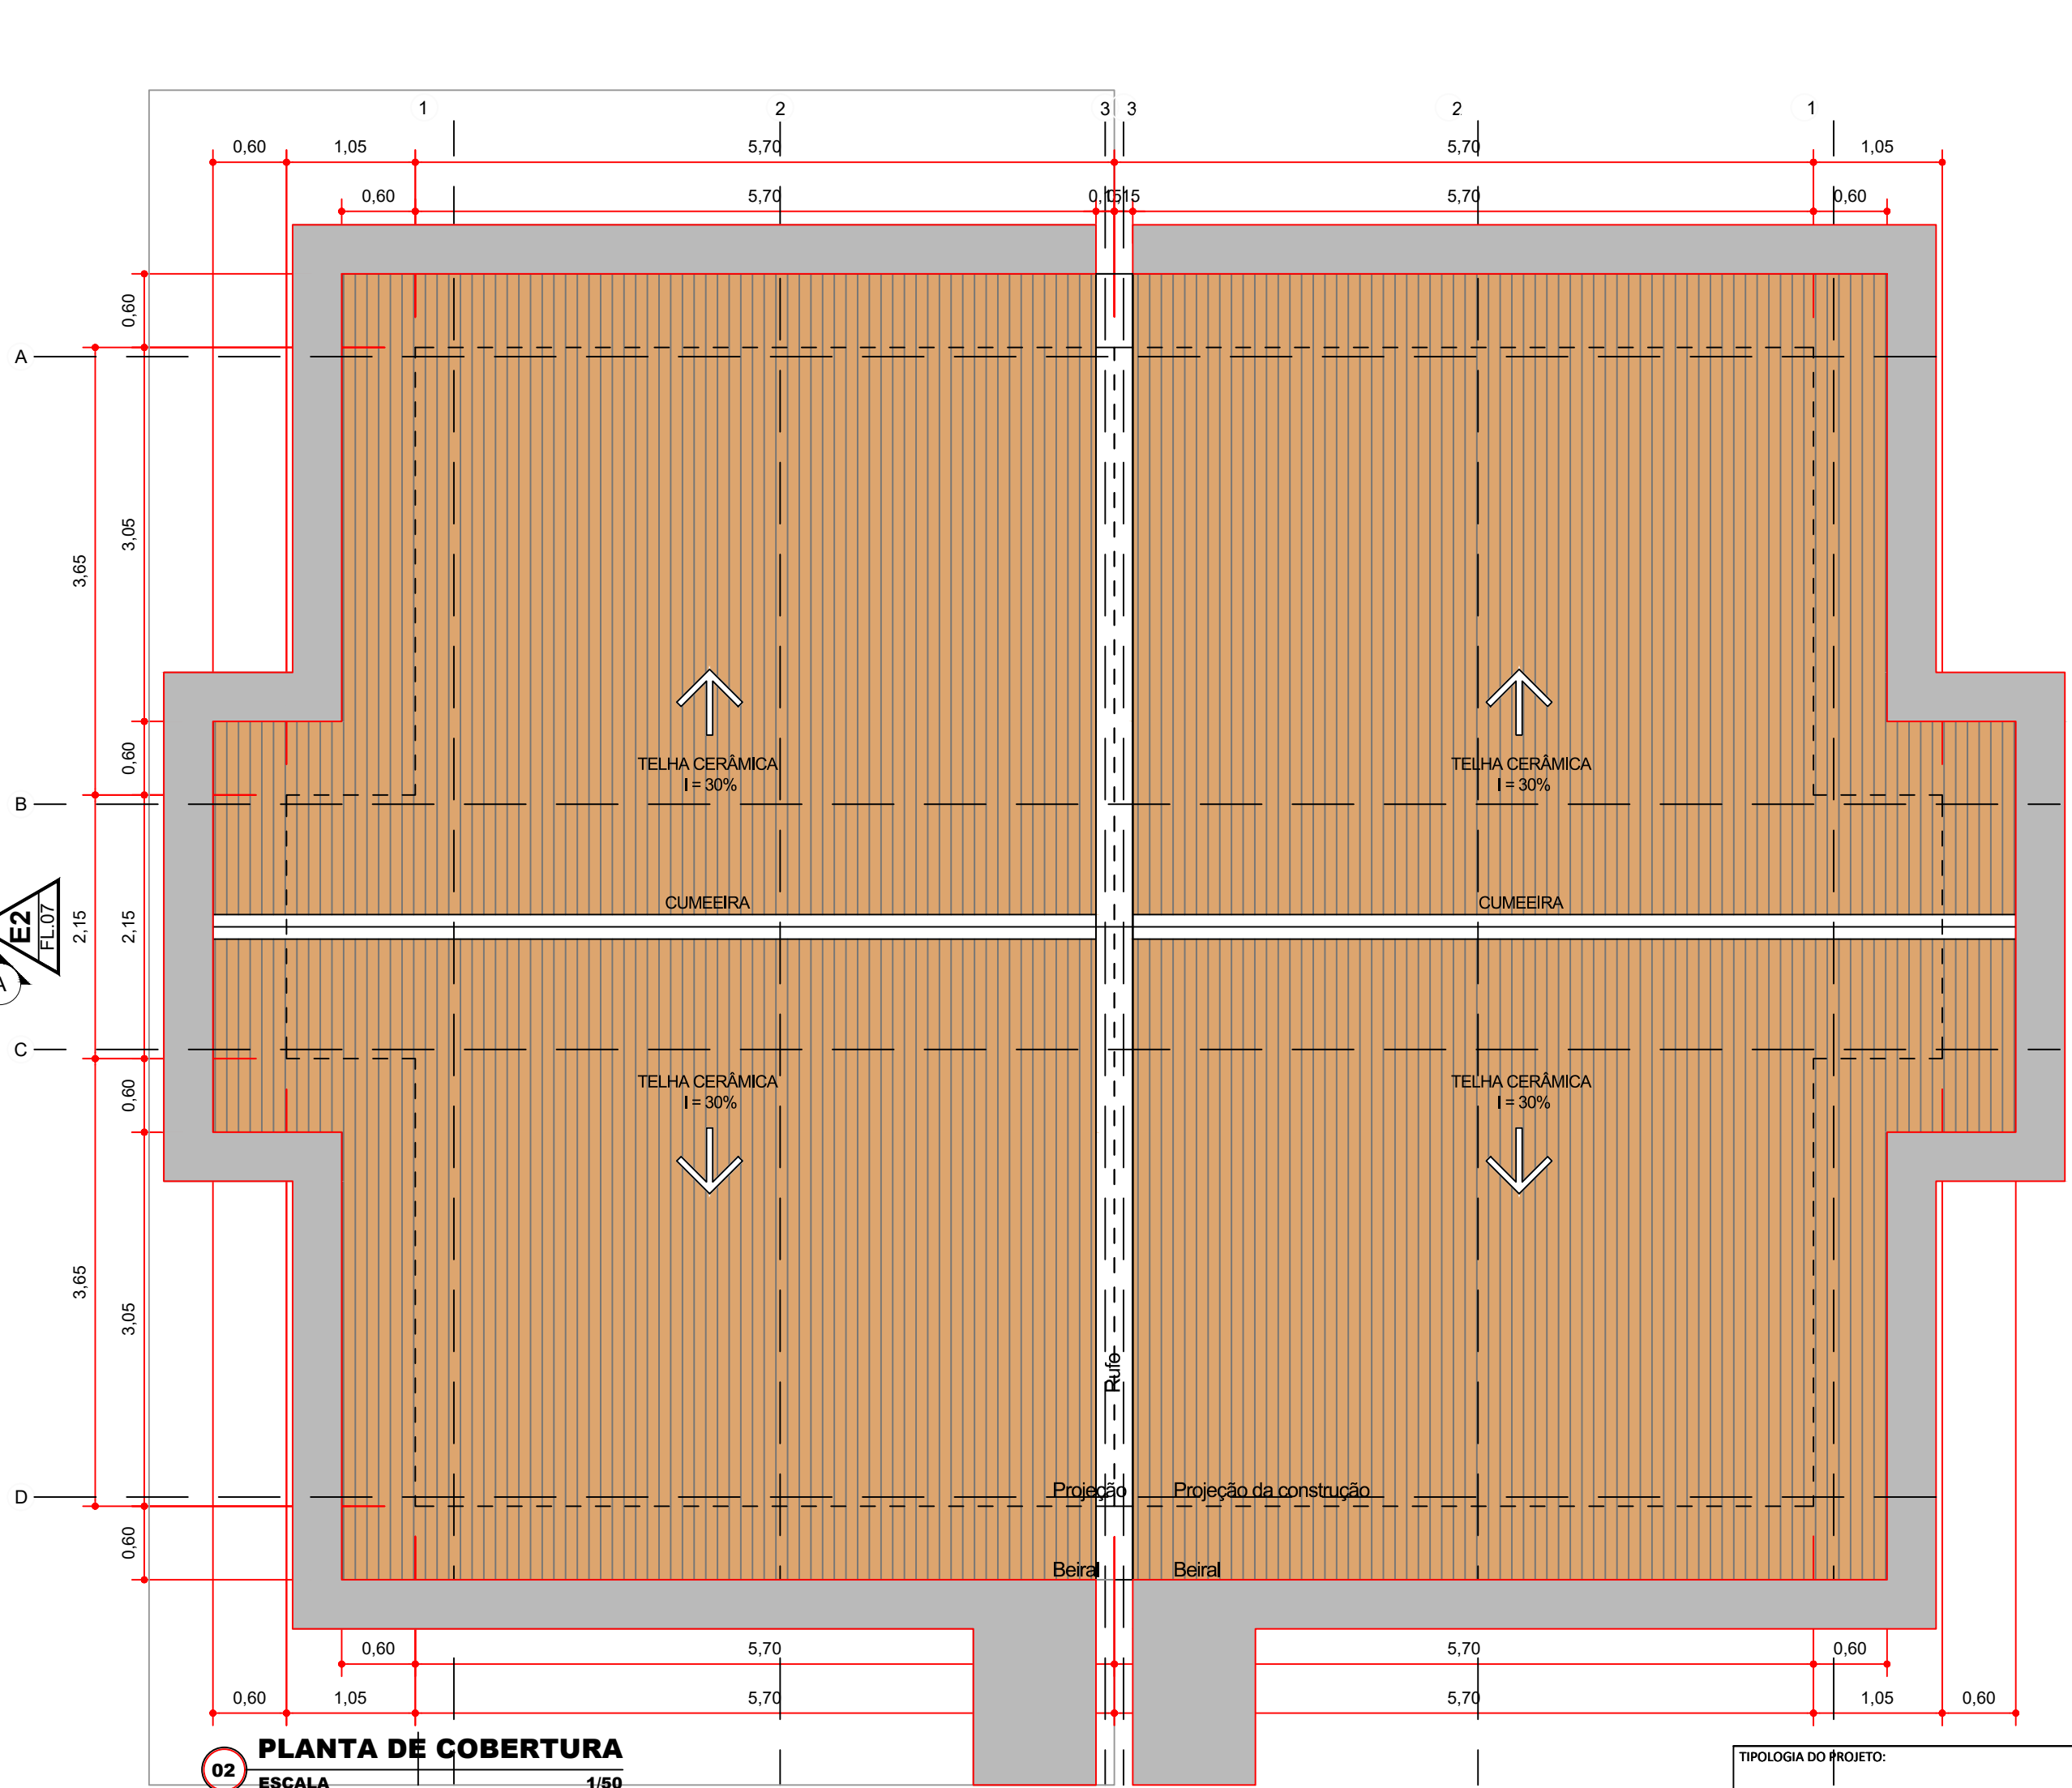 1 2 3 3 2 1
0,60 1,05 5,70 5,70 1,05
0,60 5,70 0,15 5,70 0,60
0,60
A
3,05
3,65
0,60
TELHA CERÂMICA TELHA CERÂMICA
I = 30% I = 30%
B
CUMEEIRA CUMEEIRA
E2
FL.07
2,15 2,15
A
C
TELHA CERÂMICA TELHA CERÂMICA
I = 30% I = 30%
0,60
3,65
3,05
Rufo
D
Projeção Projeção da construção
0,60
Beiral Beiral
0,60 5,70 5,70 0,60
0,60 1,05 5,70 5,70 1,05 0,60
02 PLANTA DE COBERTURA
ESCALA 1/50
TIPOLOGIA DO PROJETO: